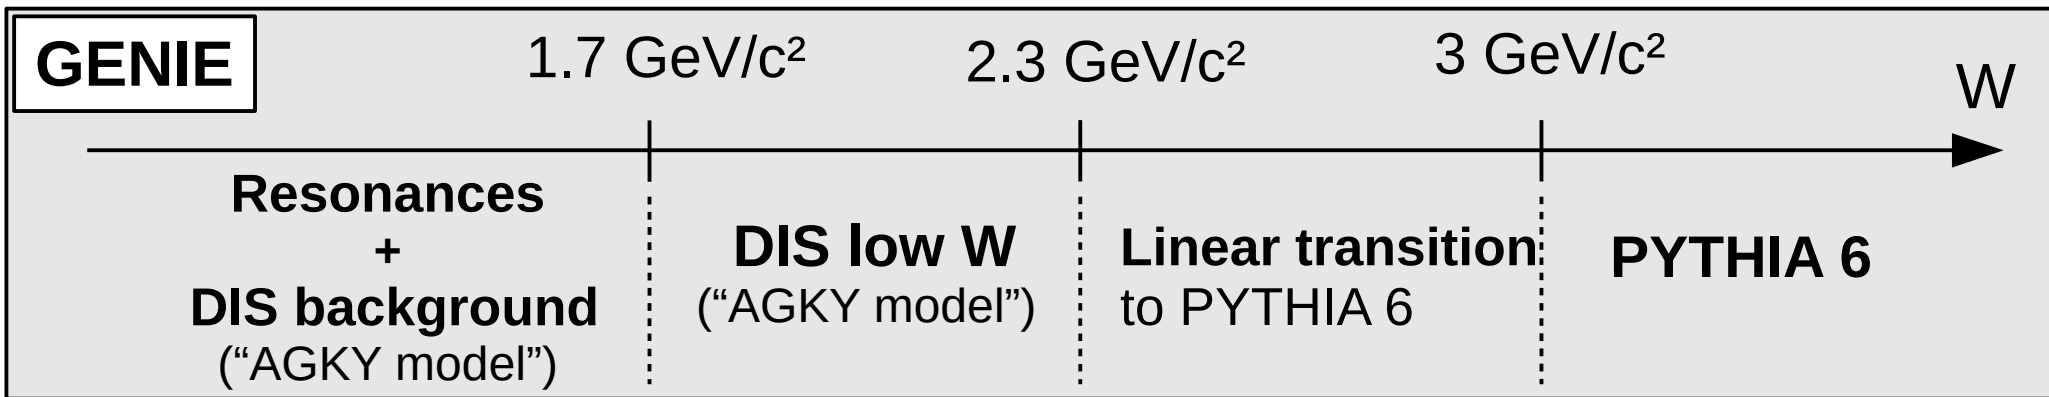 GENIE
1.7 GeV/c²
2.3 GeV/c²
3 GeV/c²
W
Resonances
+
DIS background
(“AGKY model”)
DIS low W
(“AGKY model”)
Linear transition
to PYTHIA 6
PYTHIA 6